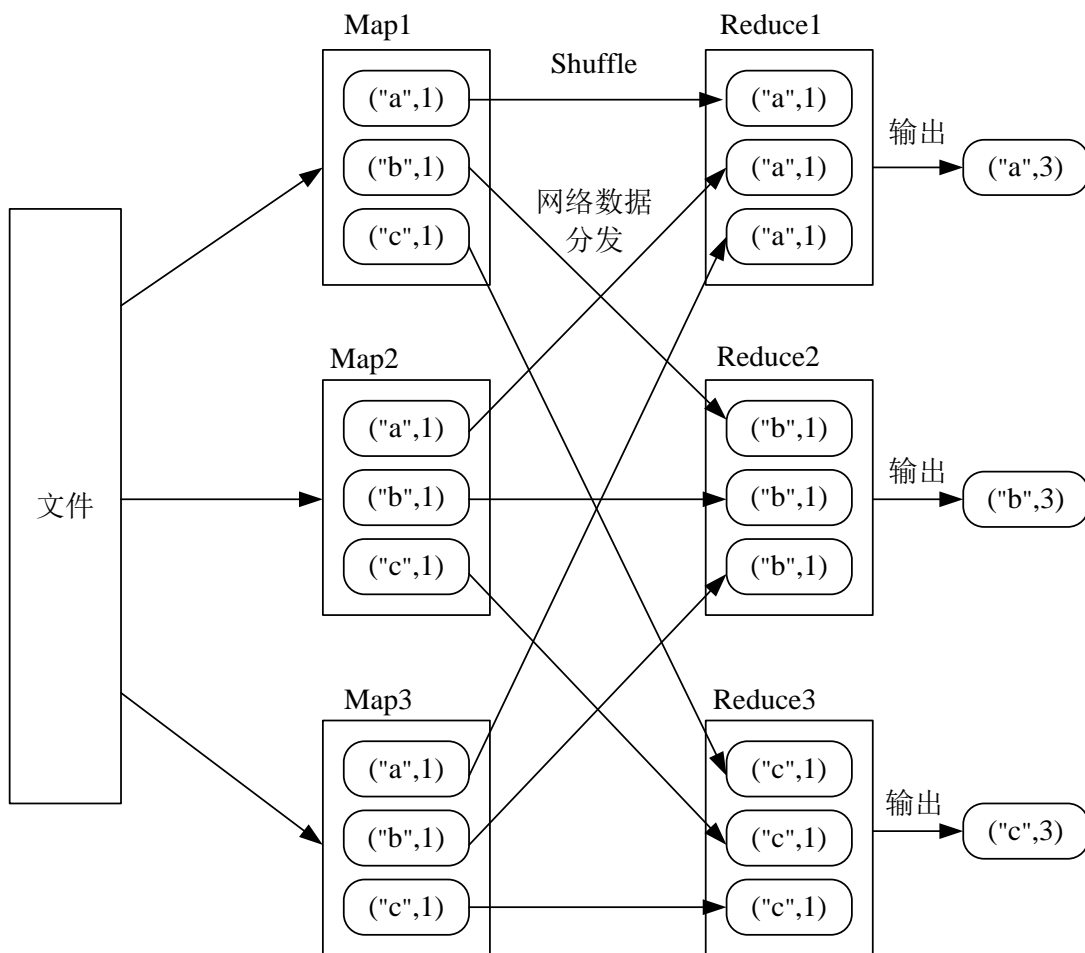 Map1
("a",1)
("b",1)
("c",1)
Shuffle
网络数据
分发
Reduce1
("a",1)
("a",1)
("a",1)
输出
("a",3)
文件
Map2
("a",1)
("b",1)
("c",1)
Reduce2
("b",1)
("b",1)
("b",1)
输出
("b",3)
Map3
("a",1)
("b",1)
("c",1)
Reduce3
("c",1)
("c",1)
("c",1)
输出
("c",3)